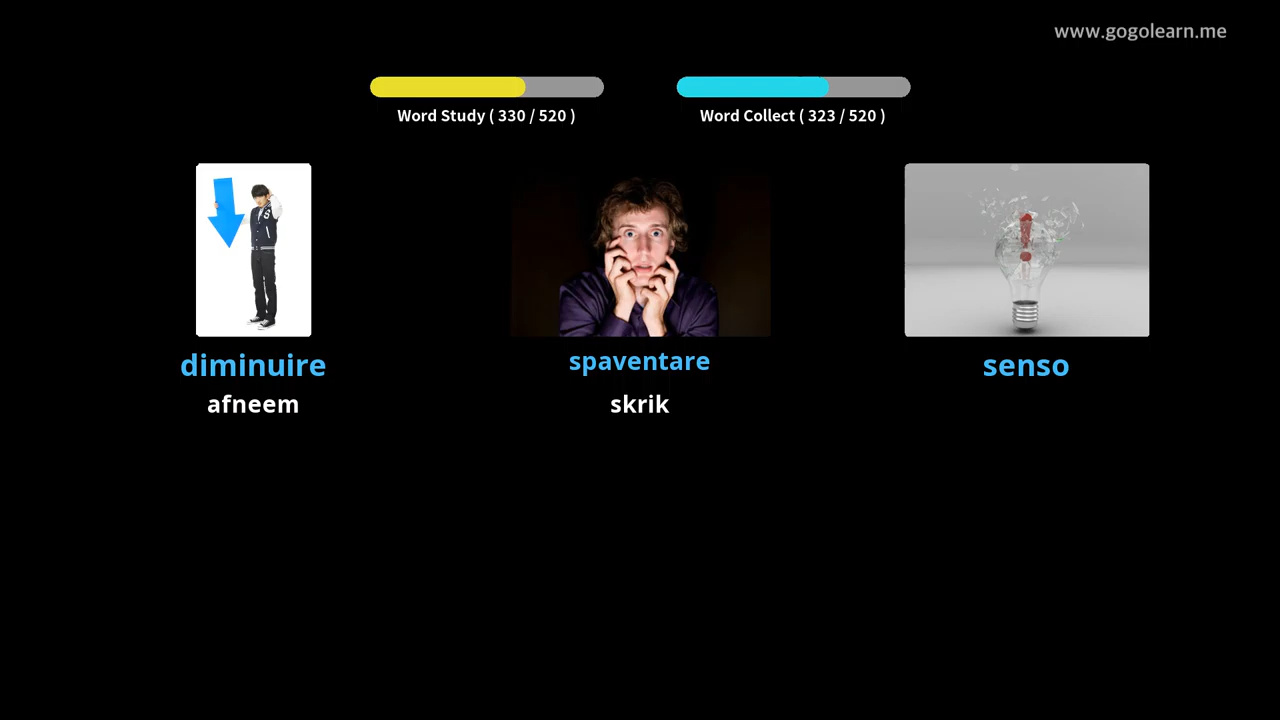 www.gogolearn.me
Word Study ( 330 / 520 )
Word Collect ( 323 / 520 )
diminuire
spaventare
senso
afneem
skrik